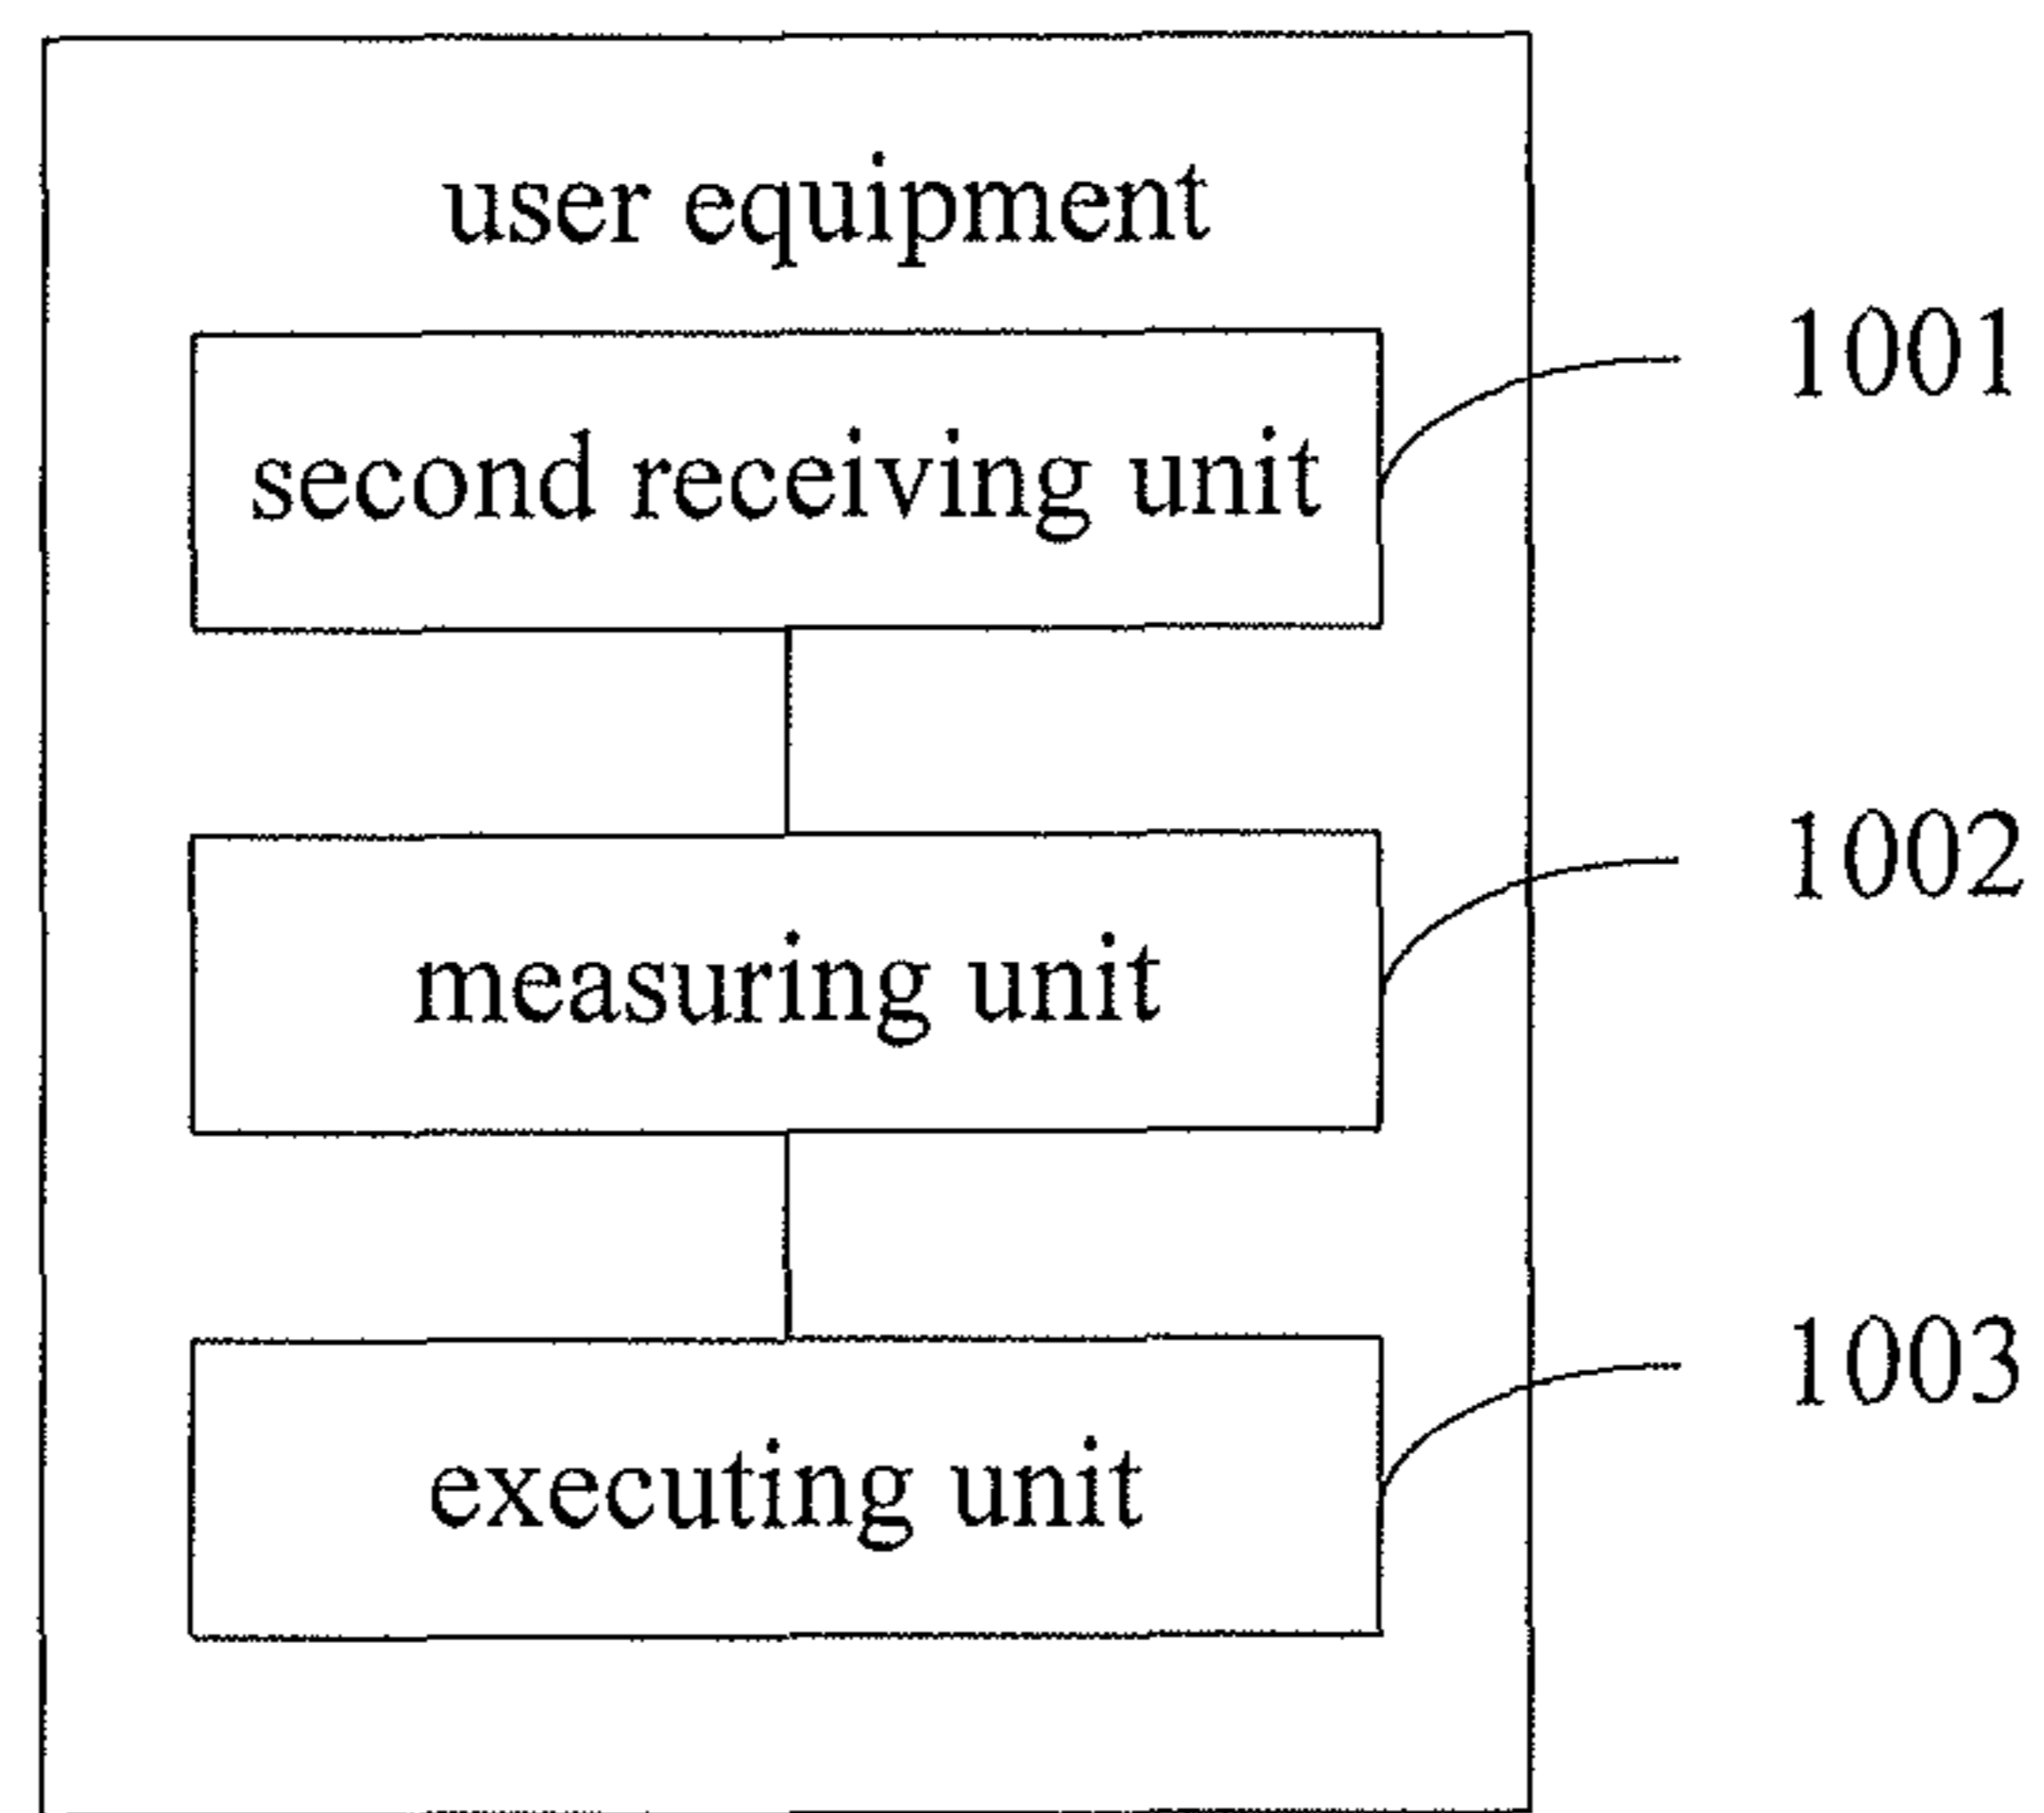 user equipment
second receiving unit
1001
measuring unit
1002
executing unit
1003